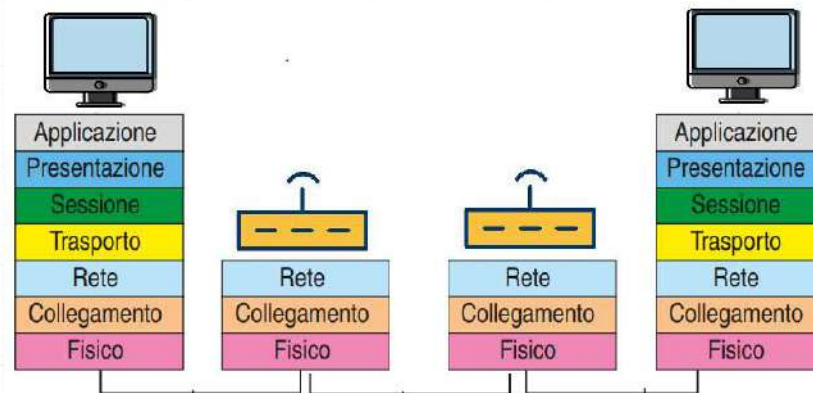 Applicazione
Presentazione
Sessione
Trasporto
Rete
Collegamento
Fisico
Rete
Collegamento
Fisico
Rete
Collegamento
Fisico
Applicazione
Presentazione
Sessione
Trasporto
Rete
Collegamento
Fisico